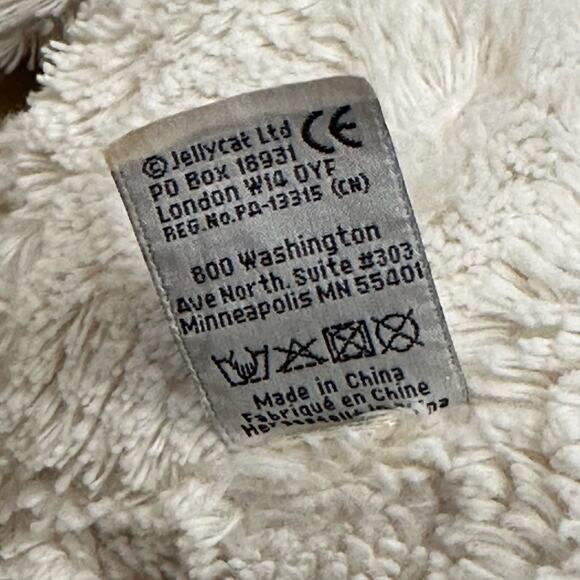 © Jellycat Ltd CE
PO Box 16931
London W14 0YF
REG.No.PA-13315 (CN)
800 Washington
Ave North. Suite #303
Minneapolis MN 55401
Made in China
Fabriqué en Chine